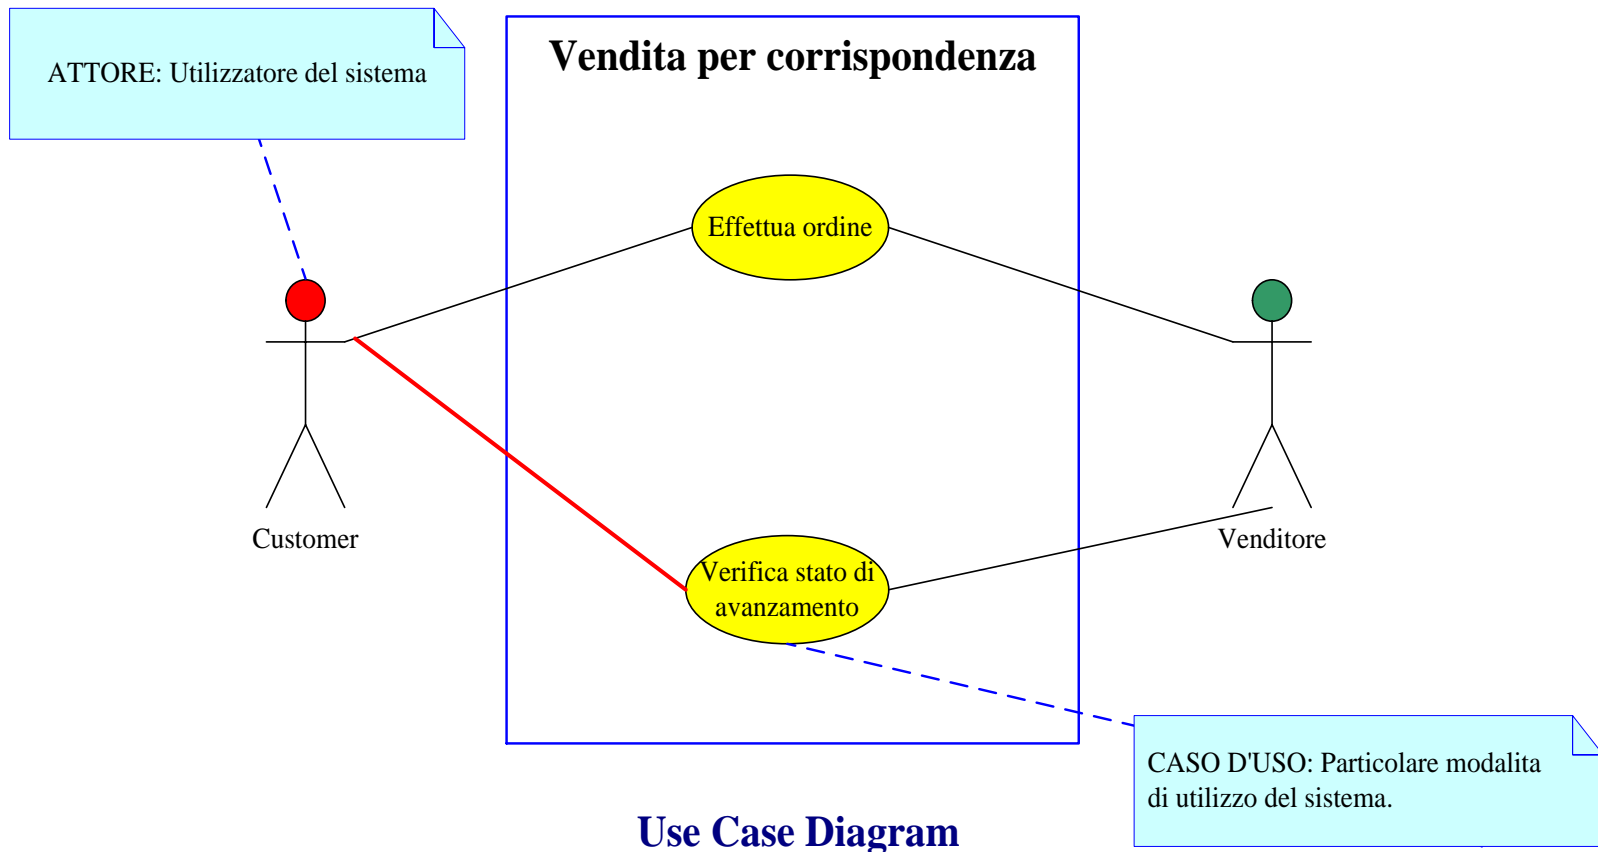 ATTORE: Utilizzatore del sistema
Vendita per corrispondenza
Effettua ordine
Customer
Venditore
Verifica stato di
avanzamento
CASO D'USO: Particolare modalita
di utilizzo del sistema.
Use Case Diagram